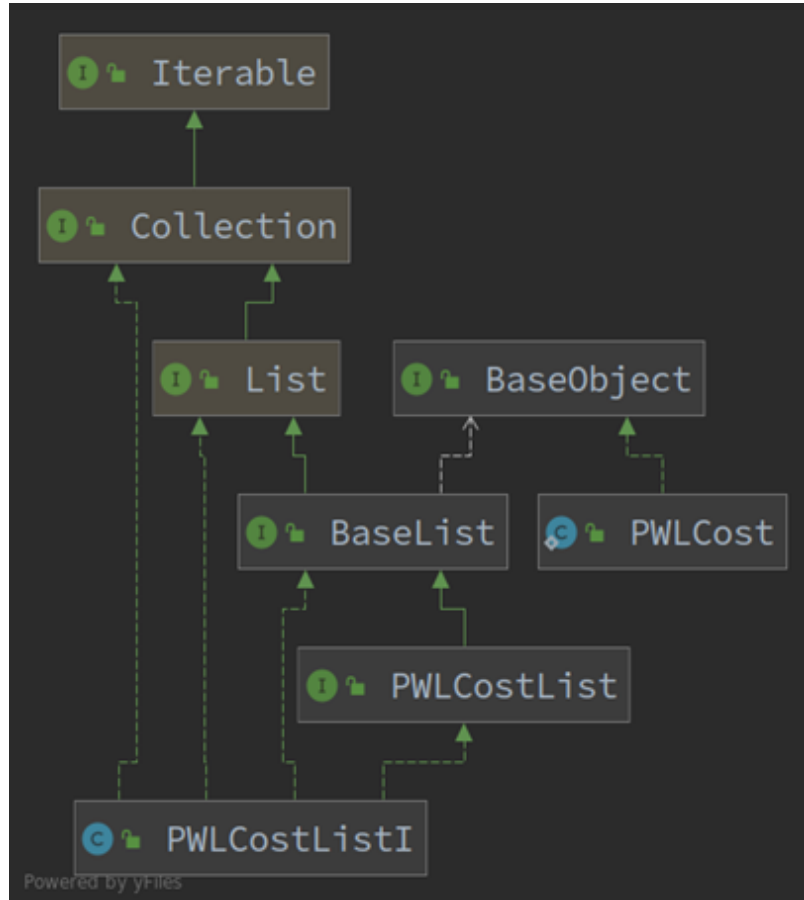 I Iterable
I Collection
I List
I BaseObject
I BaseList
C PWLCost
I PWLCostList
C PWLCostListI
Powered by yFiles